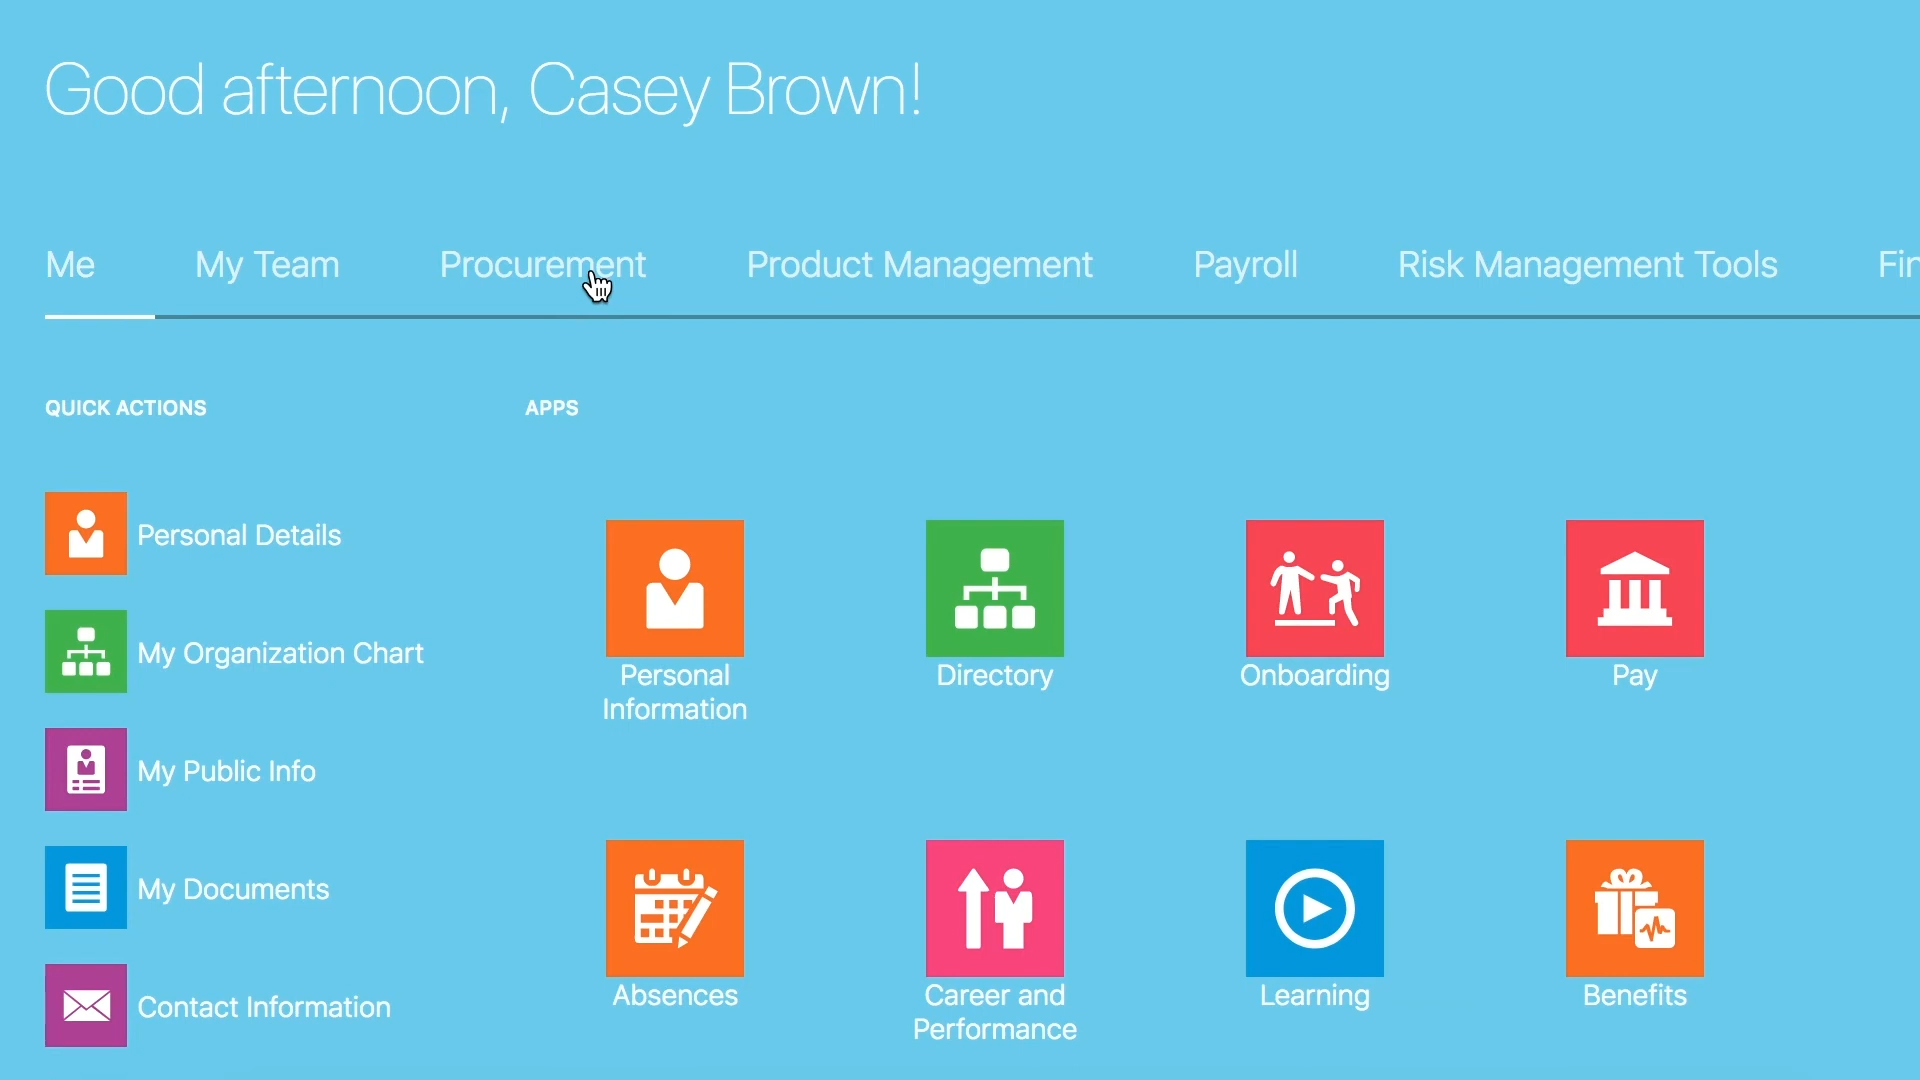 Good afternoon, Casey Brown!
Me My Team Procurement Product Management Payroll Risk Management Tools Fin
QUICK ACTIONS APPS
Personal Details
My Organization Chart
My Public Info
My Documents
Contact Information
Personal
Information
Directory
Onboarding
Pay
Absences
Career and
Performance
Learning
Benefits